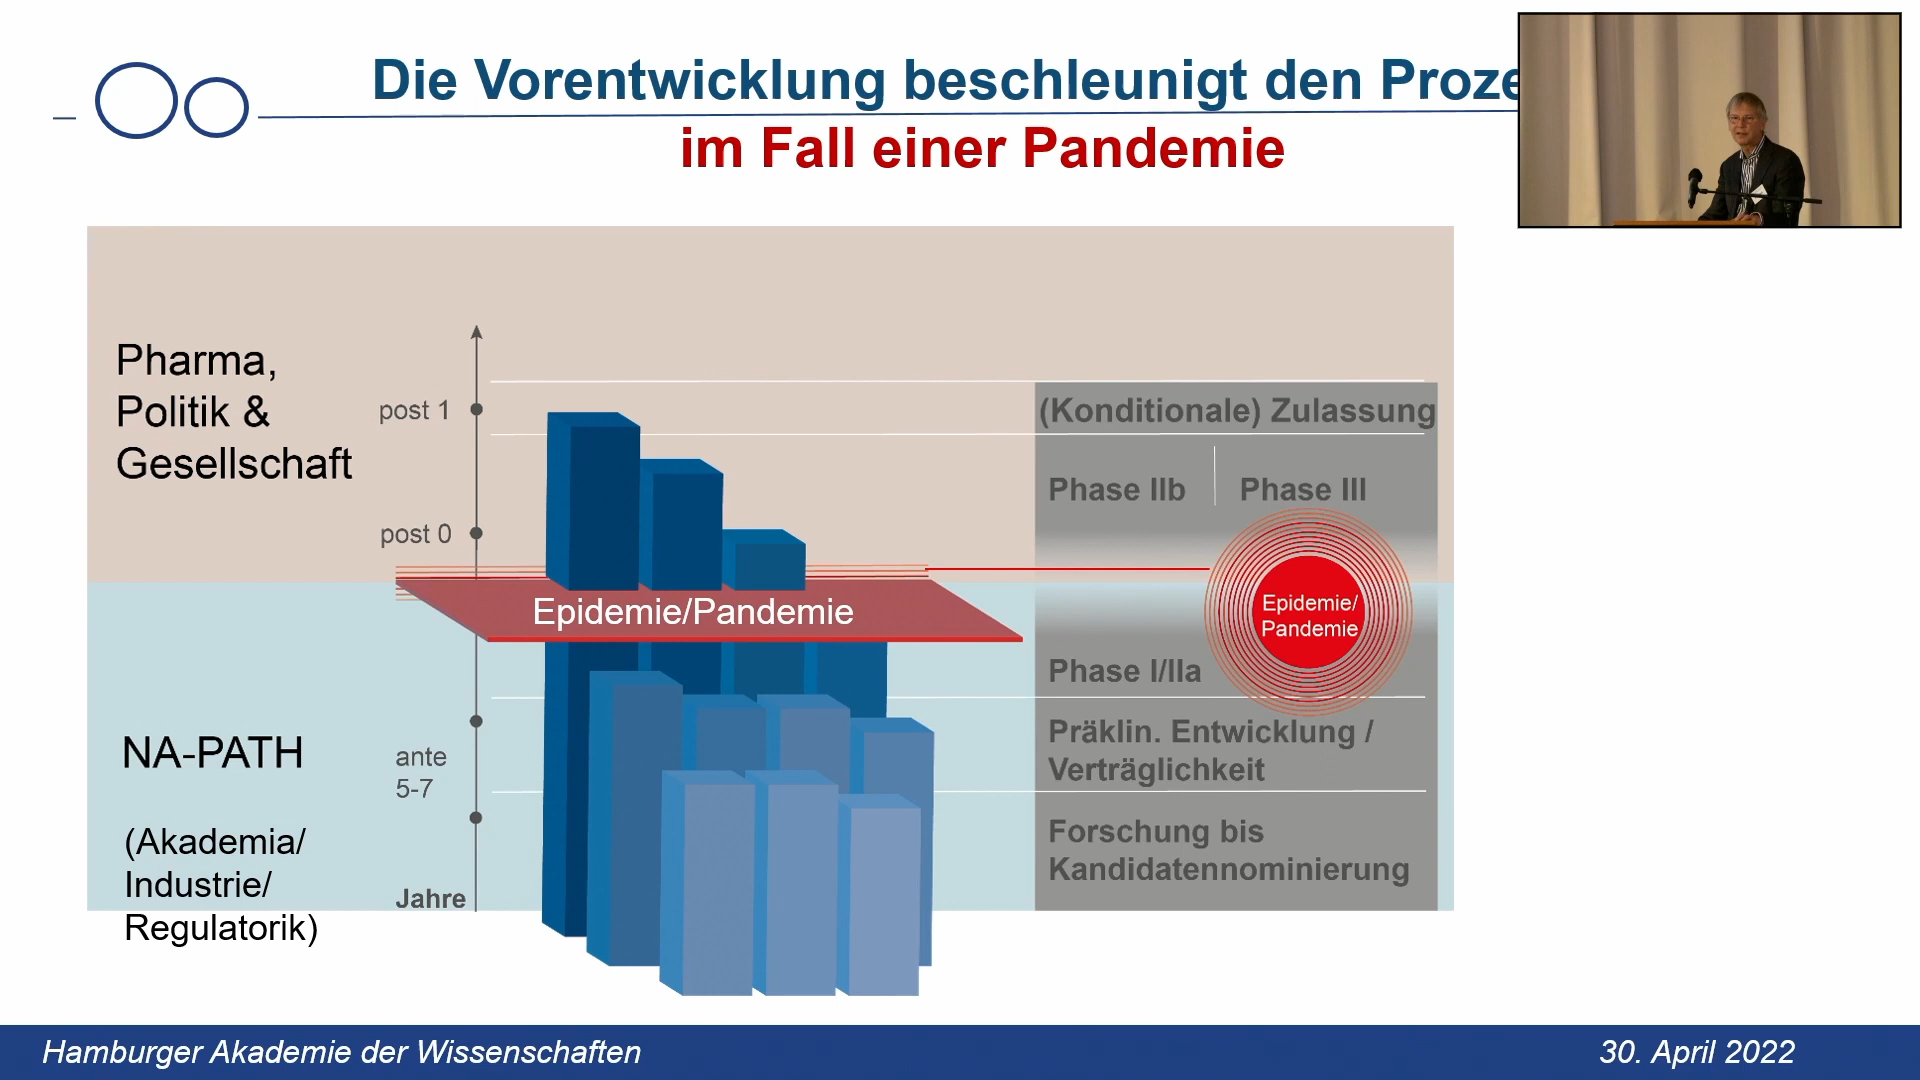 Die Vorentwicklung beschleunigt den Proze
im Fall einer Pandemie
Pharma,
Politik &
Gesellschaft
post 1
post 0
(Konditionale) Zulassung
Phase IIb
Phase III
Epidemie/Pandemie
Epidemie/
Pandemie
Phase I/IIa
NA-PATH
ante
5-7
Präklin. Entwicklung /
Verträglichkeit
(Akademia/
Industrie/
Regulatorik)
Forschung bis
Kandidatennominierung
Jahre
Hamburger Akademie der Wissenschaften
30. April 2022